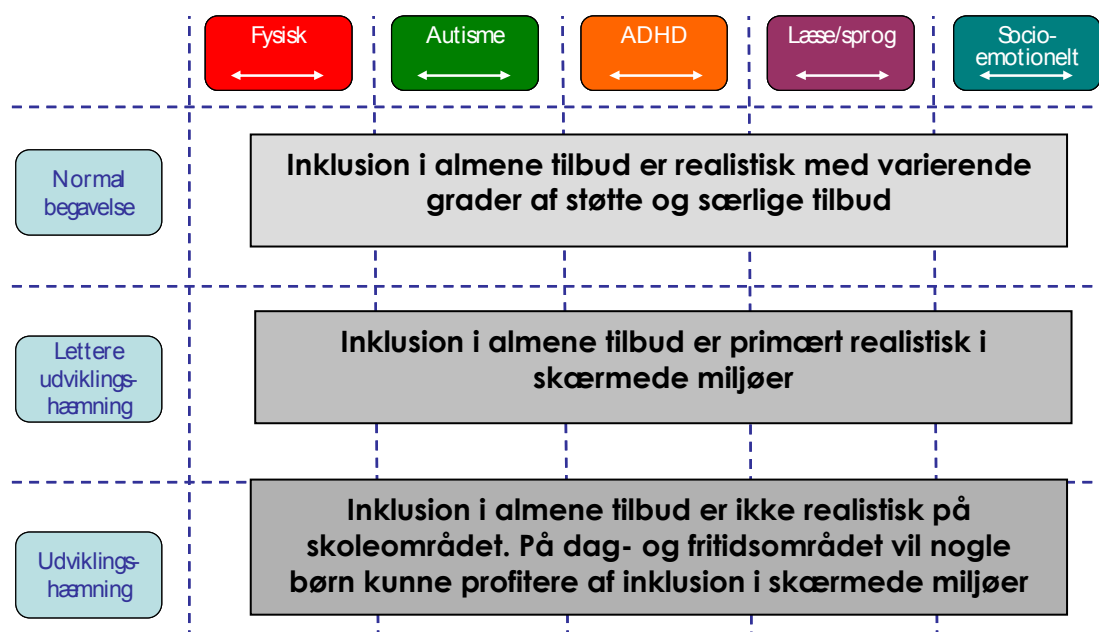 Fysisk
Autisme
ADHD
Læse/sprog
Socio-
emotionelt
Normal
begavelse
Inklusion i almene tilbud er realistisk med varierende
grader af støtte og særlige tilbud
Lettere
udviklings-
hæmning
Inklusion i almene tilbud er primært realistisk i
skærmede miljøer
Udviklings-
hæmning
Inklusion i almene tilbud er ikke realistisk på
skoleområdet. På dag- og fritidsområdet vil nogle
børn kunne profitere af inklusion i skærmede miljøer